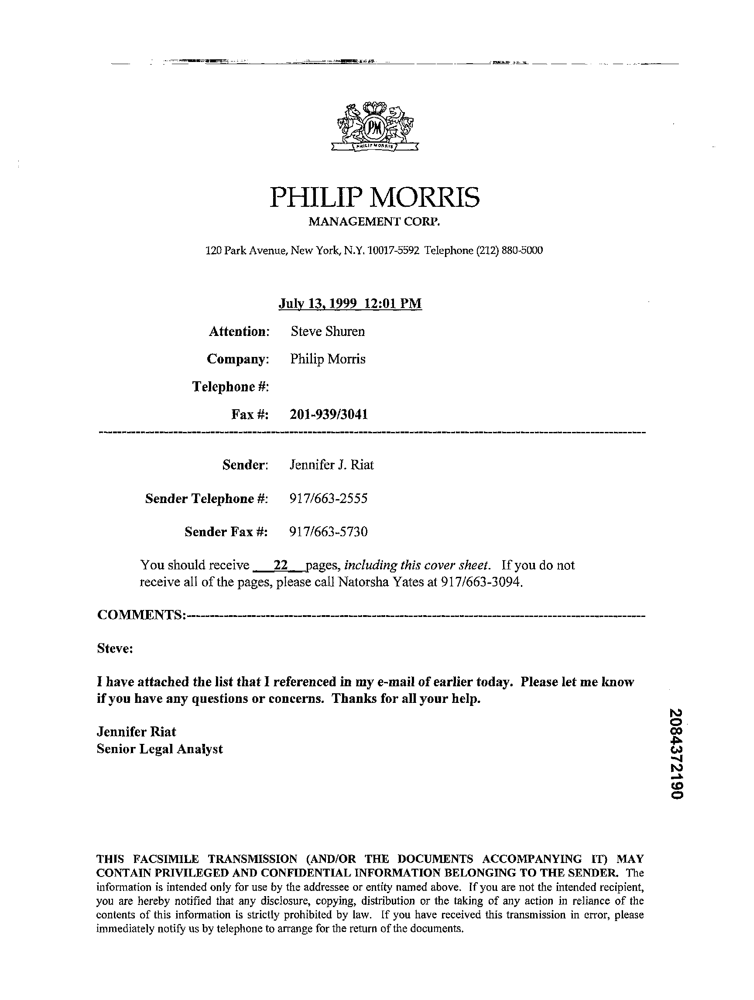 PM
PHILIP MORRIS
PHILIP MORRIS
MANAGEMENT CORP.
120 Park Avenue, New York, N.Y. 10017-5592 Telephone (212) 880-5000
July 13, 1999 12:01 PM
Attention: Steve Shuren
Company: Philip Morris
Telephone #:
Fax #: 201-939/3041
Sender: Jennifer J. Riat
Sender Telephone #: 917/663-2555
Sender Fax #: 917/663-5730
You should receive 22 pages, including this cover sheet. If you do not
receive all of the pages, please call Natorsha Yates at 917/663-3094.
COMMENTS:
Steve:
I have attached the list that I referenced in my e-mail of earlier today. Please let me know
if you have any questions or concerns. Thanks for all your help.
Jennifer Riat
Senior Legal Analyst
2084372190
THIS FACSIMILE TRANSMISSION (AND/OR THE DOCUMENTS ACCOMPANYING IT) MAY
CONTAIN PRIVILEGED AND CONFIDENTIAL INFORMATION BELONGING TO THE SENDER. The
information is intended only for use by the addressee or entity named above. If you are not the intended recipient,
you are hereby notified that any disclosure, copying, distribution or the taking of any action in reliance of the
contents of this information is strictly prohibited by law. If you have received this transmission in error, please
immediately notify us by telephone to arrange for the return of the documents.